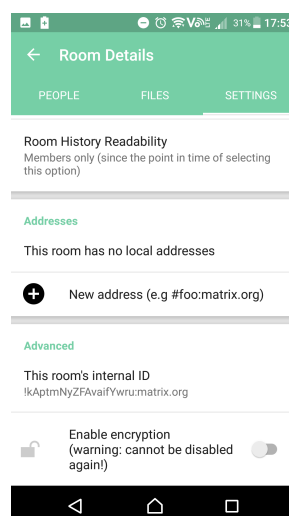 31% 17:53
Room Details
PEOPLE FILES SETTINGS
Room History Readability
Members only (since the point in time of selecting
this option)
Addresses
This room has no local addresses
New address (e.g #foo:matrix.org)
Advanced
This room's internal ID
!kAptmNyZFAvaifYwru:matrix.org
Enable encryption
(warning: cannot be disabled
again!)